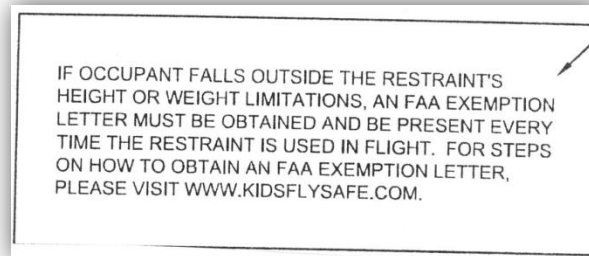 IF OCCUPANT FALLS OUTSIDE THE RESTRAINT'S
HEIGHT OR WEIGHT LIMITATIONS, AN FAA EXEMPTION
LETTER MUST BE OBTAINED AND BE PRESENT EVERY
TIME THE RESTRAINT IS USED IN FLIGHT. FOR STEPS
ON HOW TO OBTAIN AN FAA EXEMPTION LETTER,
PLEASE VISIT WWW.KIDSFLYSAFE.COM.